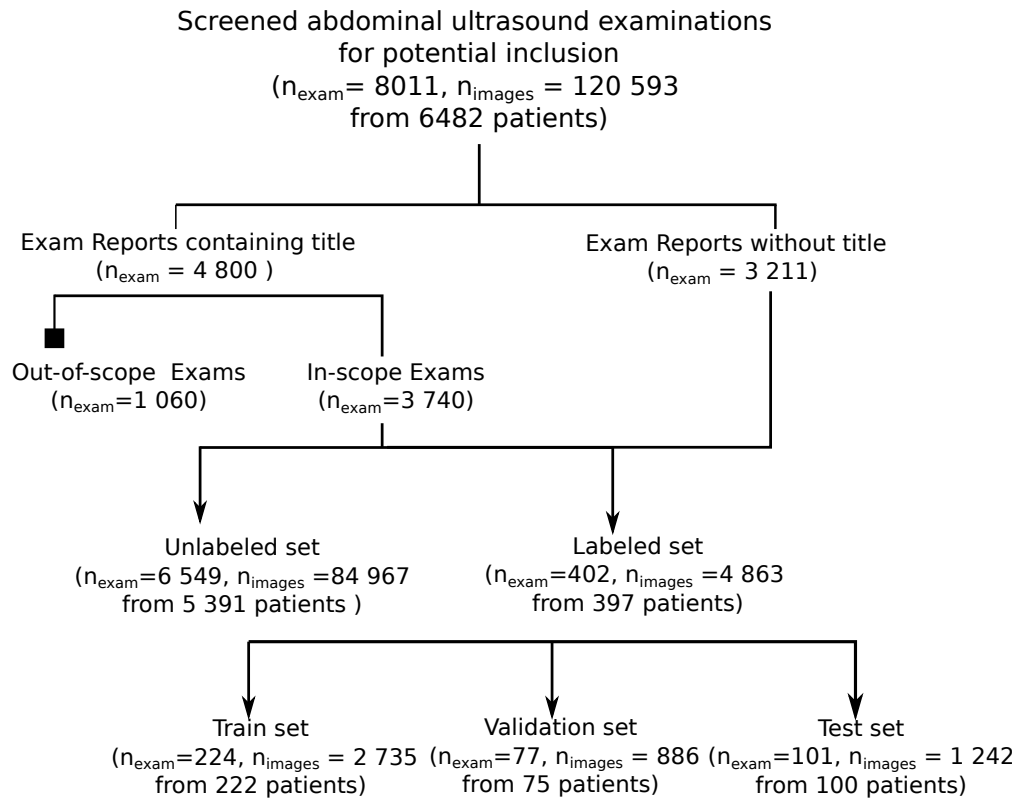 Screened abdominal ultrasound examinations
for potential inclusion
(nexam= 8011, nimages = 120 593
from 6482 patients)
Exam Reports containing title
(nexam = 4 800 )
Exam Reports without title
(nexam = 3 211)
Out-of-scope  Exams
(nexam=1 060)
In-scope Exams
(nexam=3 740)
Unlabeled set
(nexam=6 549, nimages =84 967
from 5 391 patients )
Labeled set
(nexam=402, nimages=4 863
from 397 patients)
Train set
(nexam=224, nimages = 2 735
from 222 patients)
Validation set
(nexam=77, nimages = 886
from 75 patients)
Test set
(nexam=101, nimages = 1 242
from 100 patients)